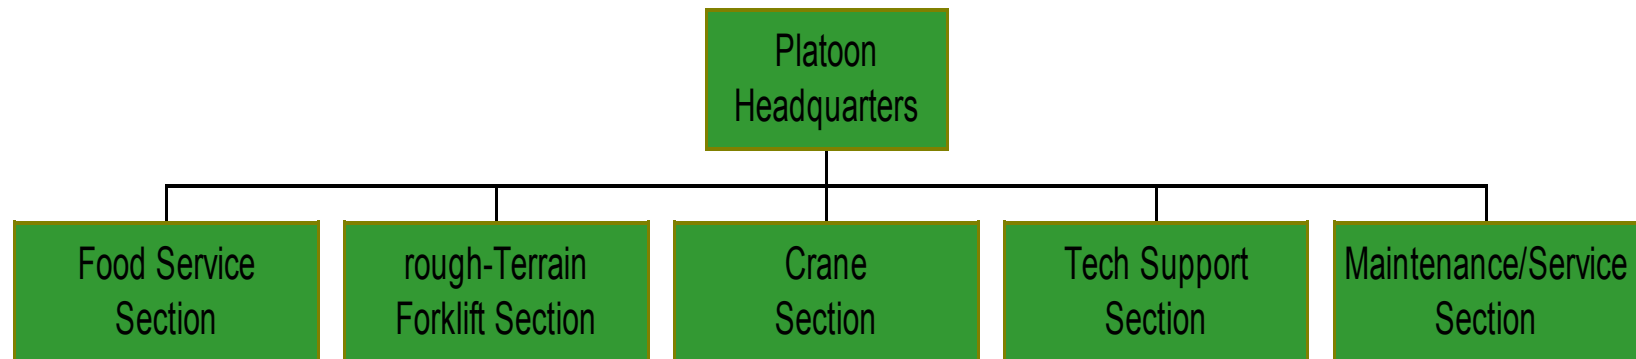 Platoon
Headquarters
Food Service
Section
rough-Terrain
Forklift Section
Crane
Section
Tech Support
Section
Maintenance/Service
Section